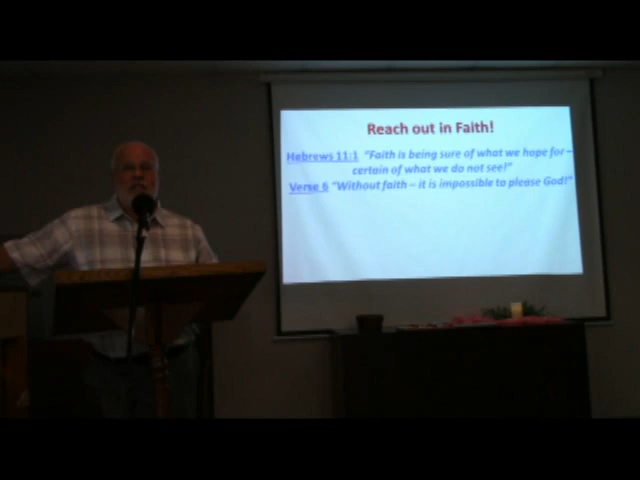 Reach out in Faith!
Hebrews 11:1 "Faith is being sure of what we hope for –
certain of what we do not see!"
Verse 6 "Without faith – it is impossible to please God!"